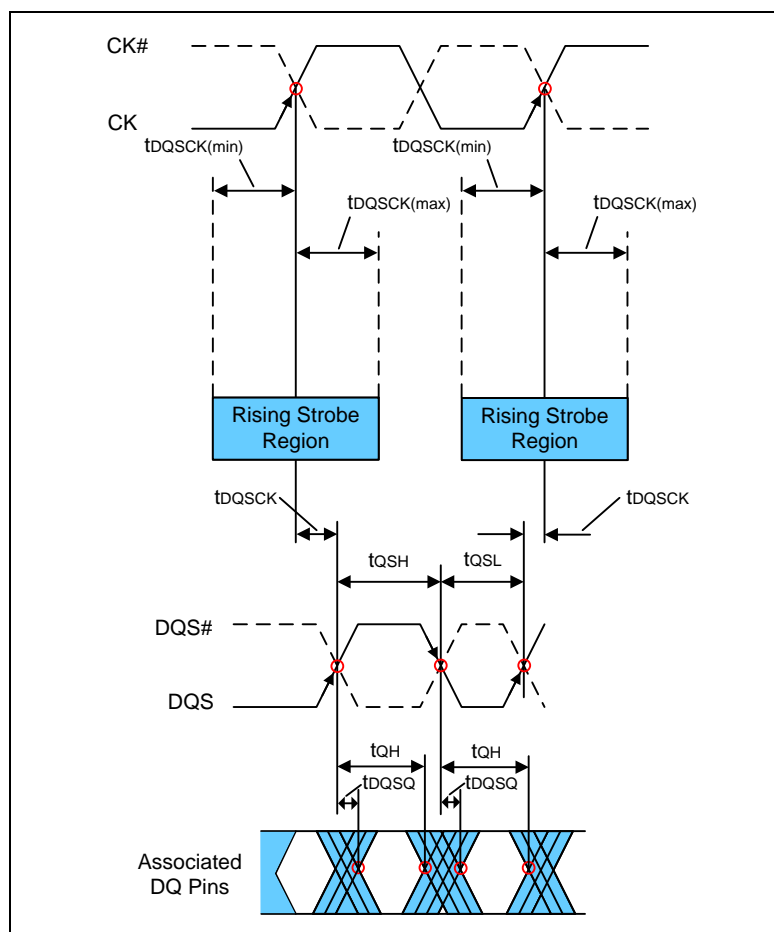 CK#
CK
tDQSCK(min)
tDQSCK(min)
tDQSCK(max)
tDQSCK(max)
Rising Strobe
Region
Rising Strobe
Region
tDQSCK
tDQSCK
tQSH
tQSL
DQS#
DQS
tQH
tQH
tDQSQ
tDQSQ
Associated
DQ Pins